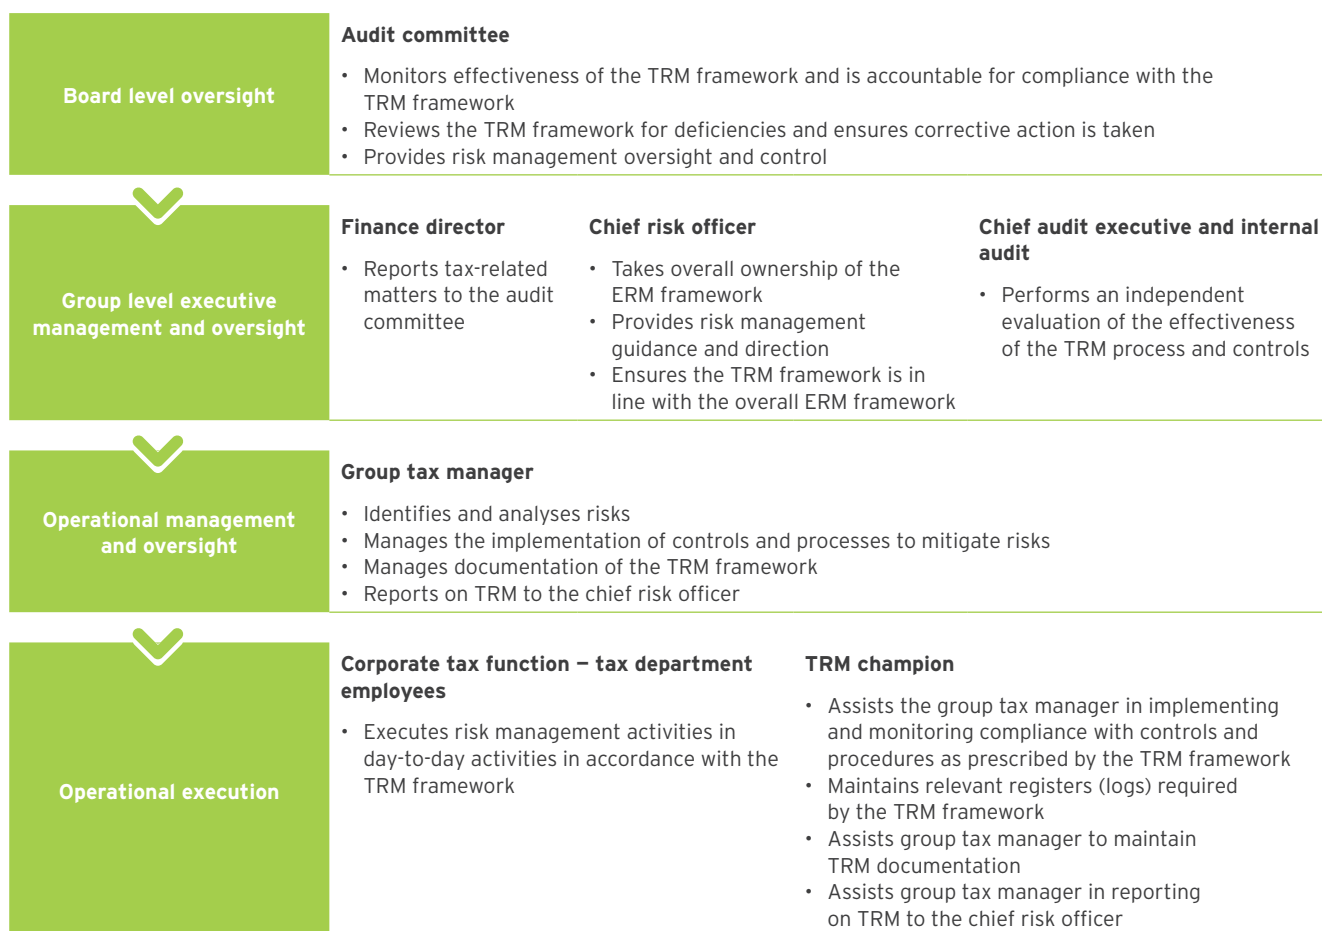 Board level oversight
Audit committee
• Monitors effectiveness of the TRM framework and is accountable for compliance with the
TRM framework
• Reviews the TRM framework for deficiencies and ensures corrective action is taken
• Provides risk management oversight and control
Group level executive
management and oversight
Finance director
• Reports tax-related
matters to the audit
committee
Chief risk officer
• Takes overall ownership of the
ERM framework
• Provides risk management
guidance and direction
• Ensures the TRM framework is in
line with the overall ERM framework
Chief audit executive and internal
audit
• Performs an independent
evaluation of the effectiveness
of the TRM process and controls
Operational management
and oversight
Group tax manager
• Identifies and analyses risks
• Manages the implementation of controls and processes to mitigate risks
• Manages documentation of the TRM framework
• Reports on TRM to the chief risk officer
Operational execution
Corporate tax function – tax department
employees
• Executes risk management activities in
day-to-day activities in accordance with the
TRM framework
TRM champion
• Assists the group tax manager in implementing
and monitoring compliance with controls and
procedures as prescribed by the TRM framework
• Maintains relevant registers (logs) required
by the TRM framework
• Assists group tax manager to maintain
TRM documentation
• Assists group tax manager in reporting
on TRM to the chief risk officer